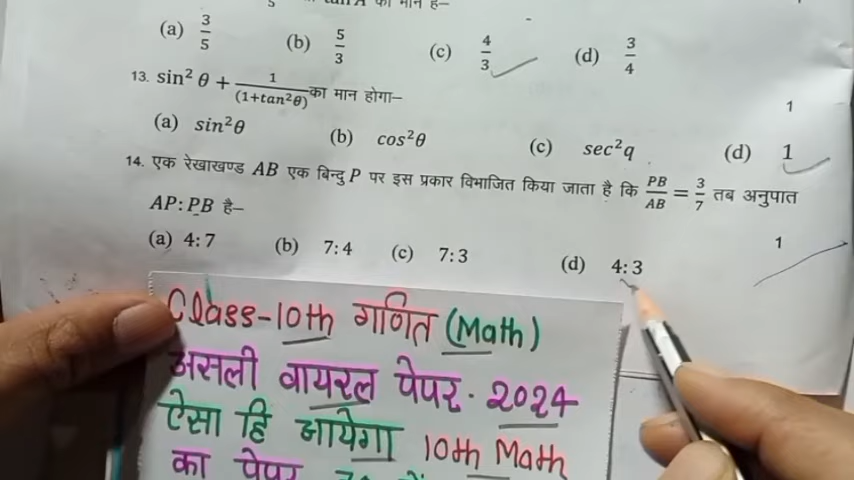 का मान है–
(a) 3/5 (b) 5/3 (c) 4/3 (d) 3/4
13. sin² θ + 1/(1+tan²θ) का मान होगा– 1
(a) sin²θ (b) cos²θ (c) sec²q . (d) 1
14. एक रेखाखण्ड AB एक बिन्दु P पर इस प्रकार विभाजित किया जाता है कि PB/AB = 3/7 तब अनुपात
AP:PB है– 1
(a) 4:7 (b) 7:4 (c) 7:3 (d) 4:3
Class-10th गणित (Math)
असली वायरल पेपर · 2024
ऐसा हि आयेगा 10th Math
का पेपर